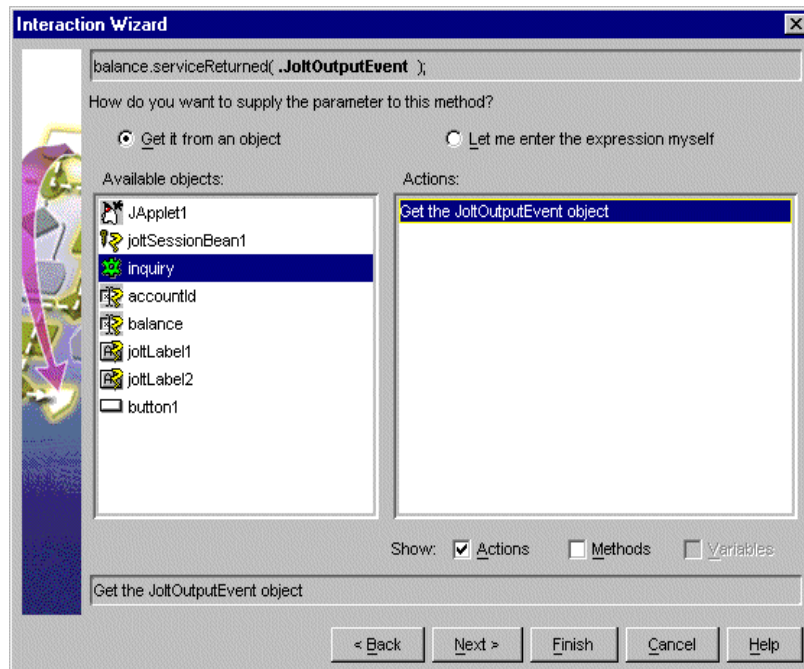 Interaction Wizard
balance.serviceReturned( .JoltOutputEvent );
How do you want to supply the parameter to this method?
Get it from an object
Let me enter the expression myself
Available objects:
Actions:
JApplet1
joltSessionBean1
inquiry
accountId
balance
joltLabel1
joltLabel2
button1
Get the JoltOutputEvent object
Show: Actions Methods Variables
Get the JoltOutputEvent object
< Back Next > Finish Cancel Help